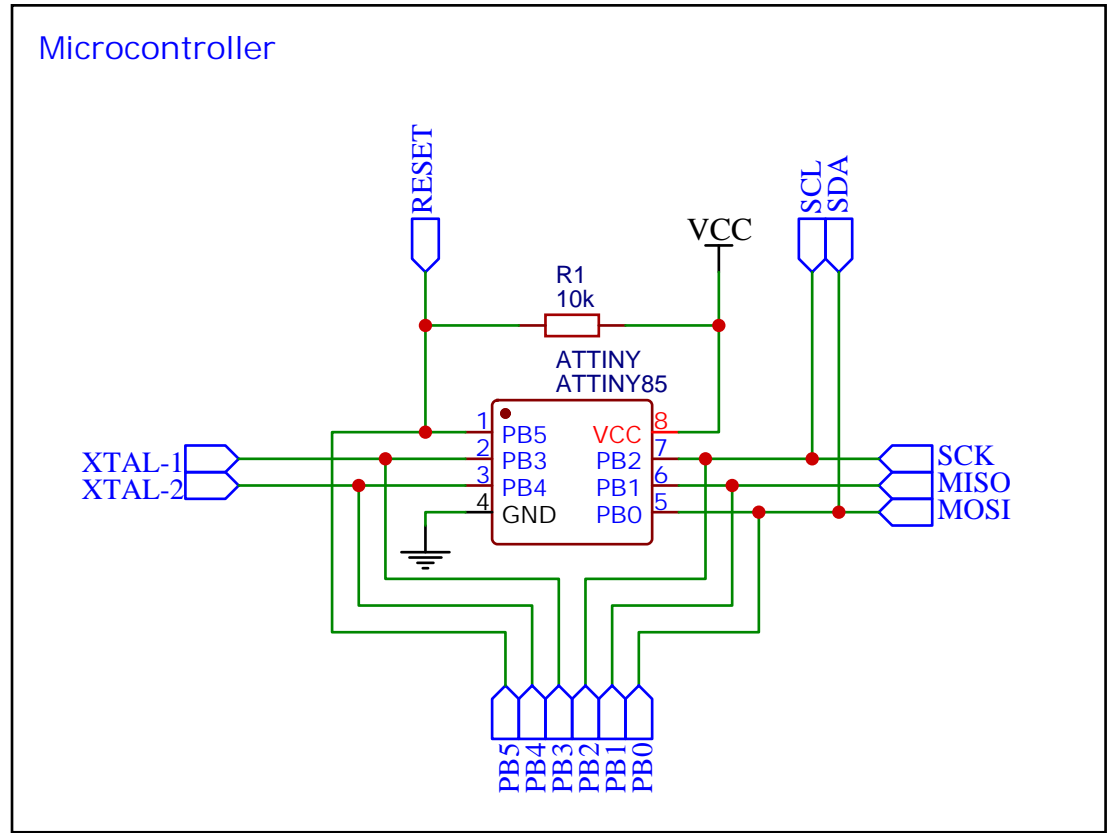 Microcontroller
RESET
SCL
SDA
VCC
R1
10k
ATTINY
ATTINY85
1
PB5
VCC
8
XTAL-1
2
PB3
PB2
7
SCK
XTAL-2
3
PB4
PB1
6
MISO
4
GND
PB0
5
MOSI
PB5
PB4
PB3
PB2
PB1
PB0